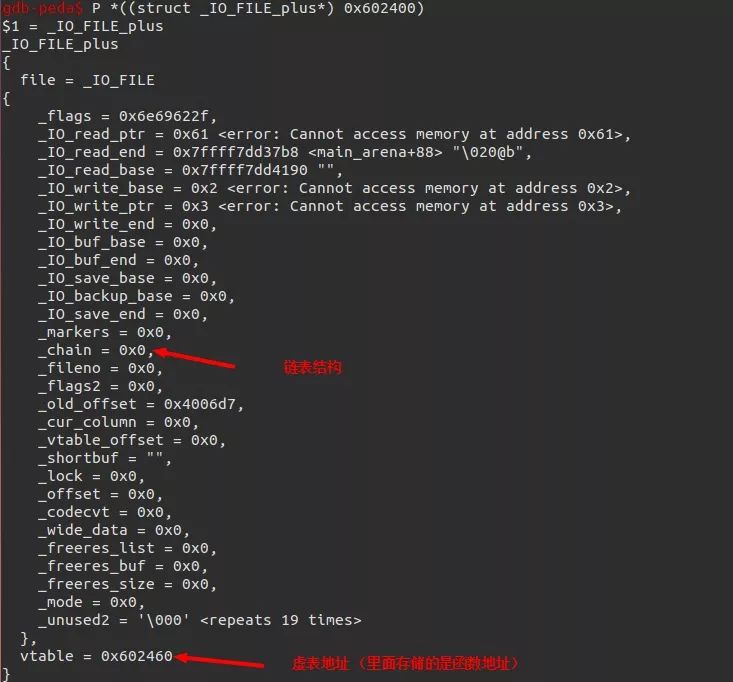 gdb-peda$ P *((struct _IO_FILE_plus*) 0x602400)
$1 = _IO_FILE_plus
_IO_FILE_plus
{
  file = _IO_FILE
{
    _flags = 0x6e69622f,
    _IO_read_ptr = 0x61 <error: Cannot access memory at address 0x61>,
    _IO_read_end = 0x7ffff7dd37b8 <main_arena+88> "\020@b",
    _IO_read_base = 0x7ffff7dd4190 "",
    _IO_write_base = 0x2 <error: Cannot access memory at address 0x2>,
    _IO_write_ptr = 0x3 <error: Cannot access memory at address 0x3>,
    _IO_write_end = 0x0,
    _IO_buf_base = 0x0,
    _IO_buf_end = 0x0,
    _IO_save_base = 0x0,
    _IO_backup_base = 0x0,
    _IO_save_end = 0x0,
    _markers = 0x0,
    _chain = 0x0, 链表结构
    _fileno = 0x0,
    _flags2 = 0x0,
    _old_offset = 0x4006d7,
    _cur_column = 0x0,
    _vtable_offset = 0x0,
    _shortbuf = "",
    _lock = 0x0,
    _offset = 0x0,
    _codecvt = 0x0,
    _wide_data = 0x0,
    _freeres_list = 0x0,
    _freeres_buf = 0x0,
    _freeres_size = 0x0,
    _mode = 0x0,
    _unused2 = '\000' <repeats 19 times>
  },
  vtable = 0x602460 虚表地址（里面存储的是函数地址）
}